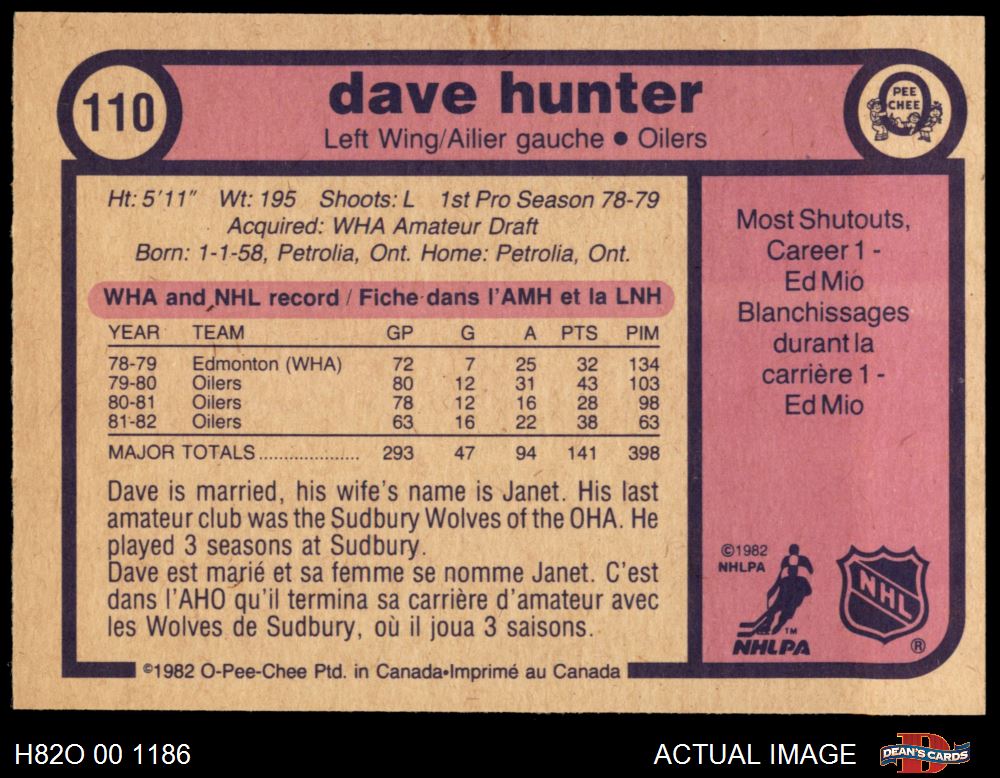 110
dave hunter
Left Wing/Ailier gauche ● Oilers
O
PEE
CHEE
Ht: 5'11" Wt: 195 Shoots: L 1st Pro Season 78-79
Acquired: WHA Amateur Draft
Born: 1-1-58, Petrolia, Ont. Home: Petrolia, Ont.
WHA and NHL record / Fiche dans l'AMH et la LNH
YEAR TEAM GP G A PTS PIM
78-79 Edmonton (WHA) 72 7 25 32 134
79-80 Oilers 80 12 31 43 103
80-81 Oilers 78 12 16 28 98
81-82 Oilers 63 16 22 38 63
MAJOR TOTALS.................... 293 47 94 141 398
Dave is married, his wife's name is Janet. His last
amateur club was the Sudbury Wolves of the OHA. He
played 3 seasons at Sudbury.
Dave est marié et sa femme se nomme Janet. C'est
dans l'AHO qu'il termina sa carrière d'amateur avec
les Wolves de Sudbury, où il joua 3 saisons.
Most Shutouts,
Career 1 -
Ed Mio
Blanchissages
durant la
carrière 1 -
Ed Mio
©1982
NHLPA
TM
NHLPA
NHL
®
©1982 O-Pee-Chee Ptd. in Canada•Imprimé au Canada
H82O 00 1186
ACTUAL IMAGE
D
DEAN'S CARDS